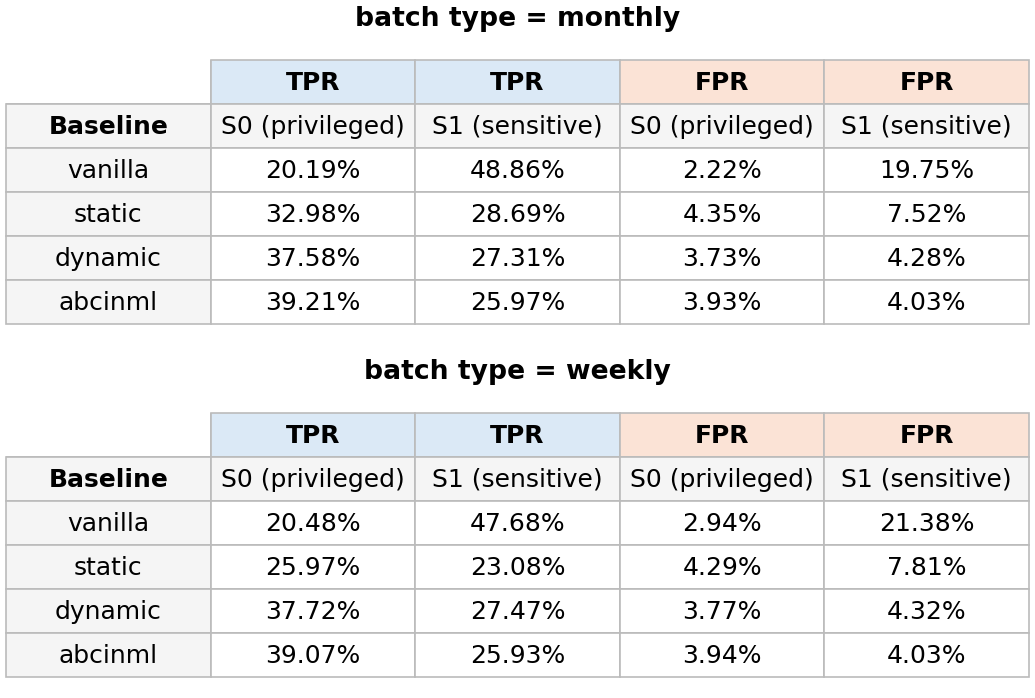 batch type = monthly
TPR TPR FPR FPR
Baseline S0 (privileged) S1 (sensitive) S0 (privileged) S1 (sensitive)
vanilla 20.19% 48.86% 2.22% 19.75%
static 32.98% 28.69% 4.35% 7.52%
dynamic 37.58% 27.31% 3.73% 4.28%
abcinml 39.21% 25.97% 3.93% 4.03%
batch type = weekly
TPR TPR FPR FPR
Baseline S0 (privileged) S1 (sensitive) S0 (privileged) S1 (sensitive)
vanilla 20.48% 47.68% 2.94% 21.38%
static 25.97% 23.08% 4.29% 7.81%
dynamic 37.72% 27.47% 3.77% 4.32%
abcinml 39.07% 25.93% 3.94% 4.03%